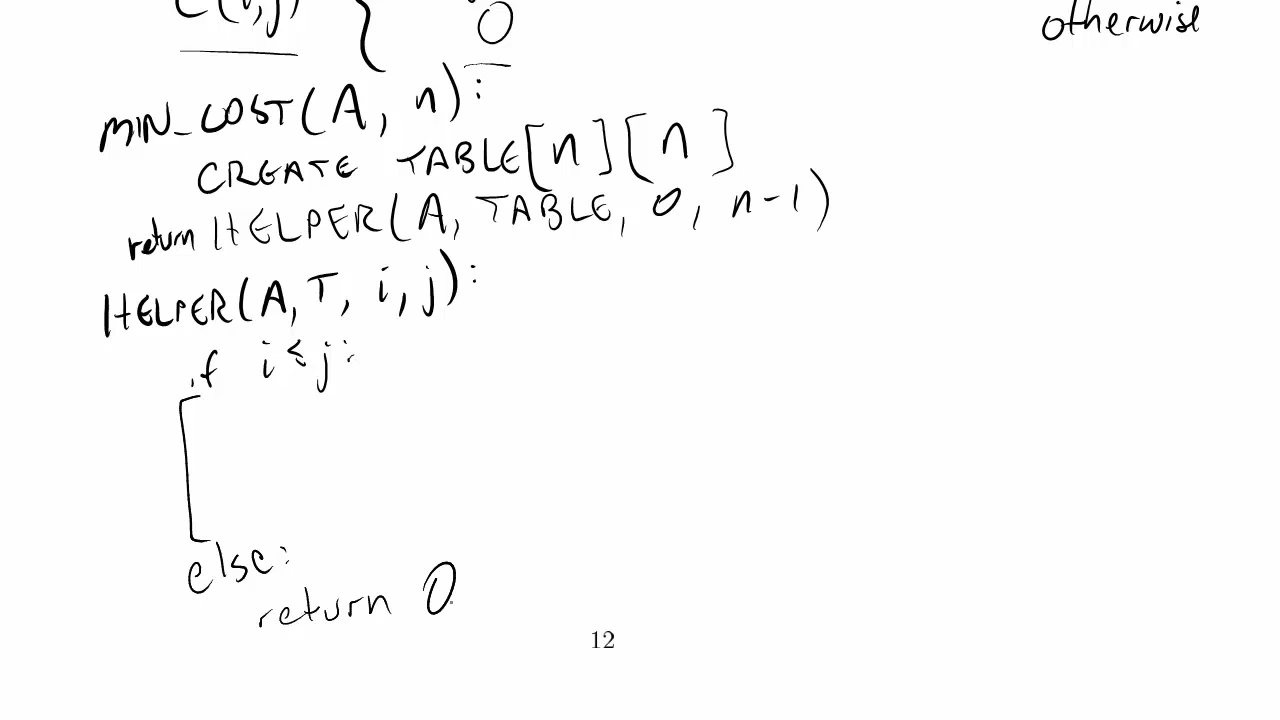 C(i,j) { 0 otherwise
MIN_COST(A, n):
CREATE TABLE[n][n]
return HELPER(A, TABLE, 0, n-1)
HELPER(A, T, i, j):
if i ≤ j:
else:
return 0
12